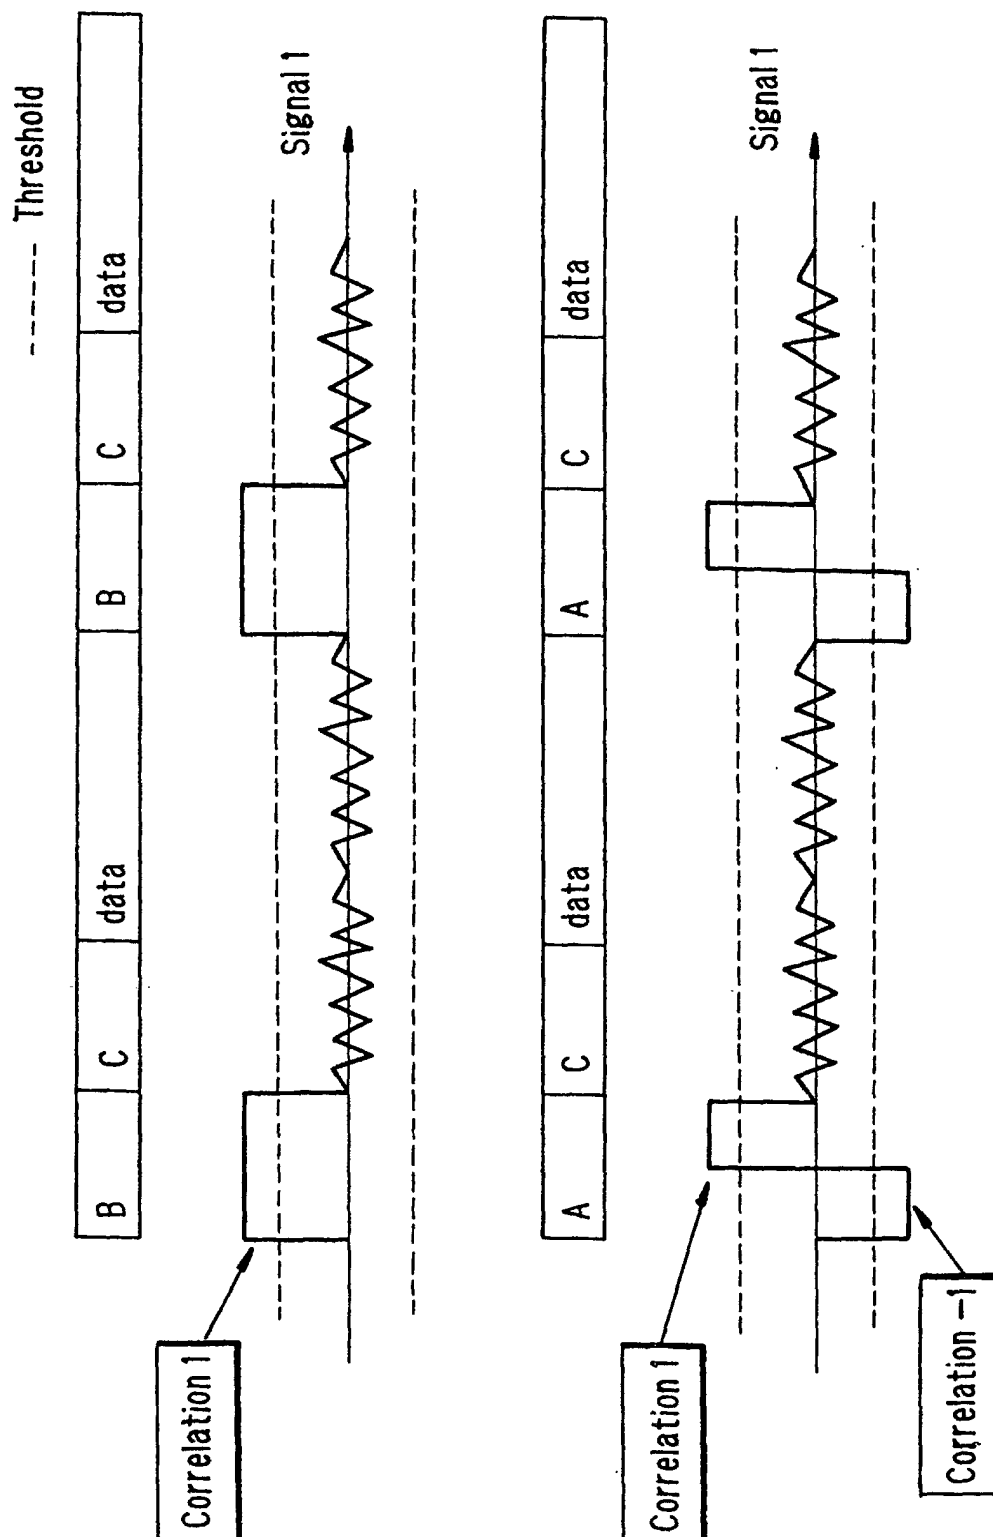 ----- Threshold
B C data B C data
Signal 1
Correlation 1
A C data A C data
Signal 1
Correlation 1
Correlation -1